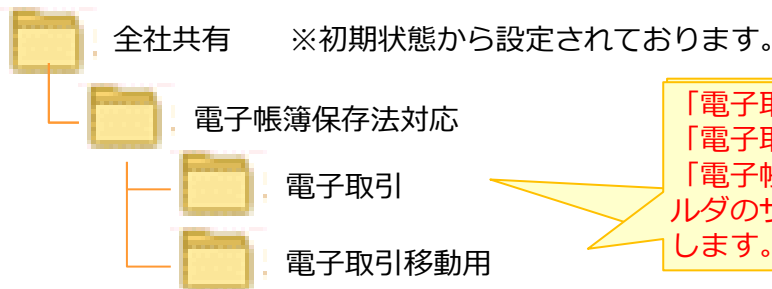 全社共有　　※初期状態から設定されております。
電子帳簿保存法対応
電子取引
電子取引移動用
「電子取
「電子取
「電子帳
ルダのサ
します。